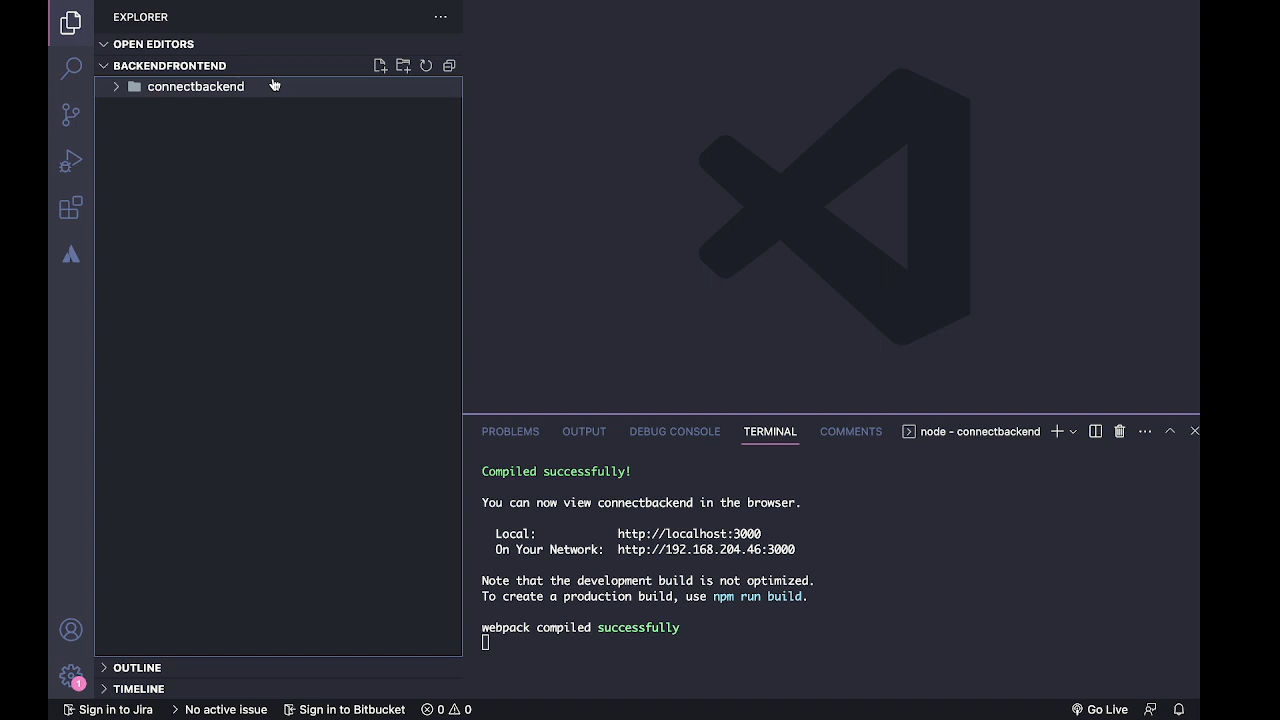 EXPLORER
OPEN EDITORS
BACKENDFRONTEND
connectbackend
PROBLEMS OUTPUT DEBUG CONSOLE TERMINAL COMMENTS node - connectbackend
Compiled successfully!
You can now view connectbackend in the browser.
Local: http://localhost:3000
On Your Network: http://192.168.204.46:3000
Note that the development build is not optimized.
To create a production build, use npm run build.
webpack compiled successfully
OUTLINE
TIMELINE
1
Sign in to Jira No active issue Sign in to Bitbucket 0 0 Go Live